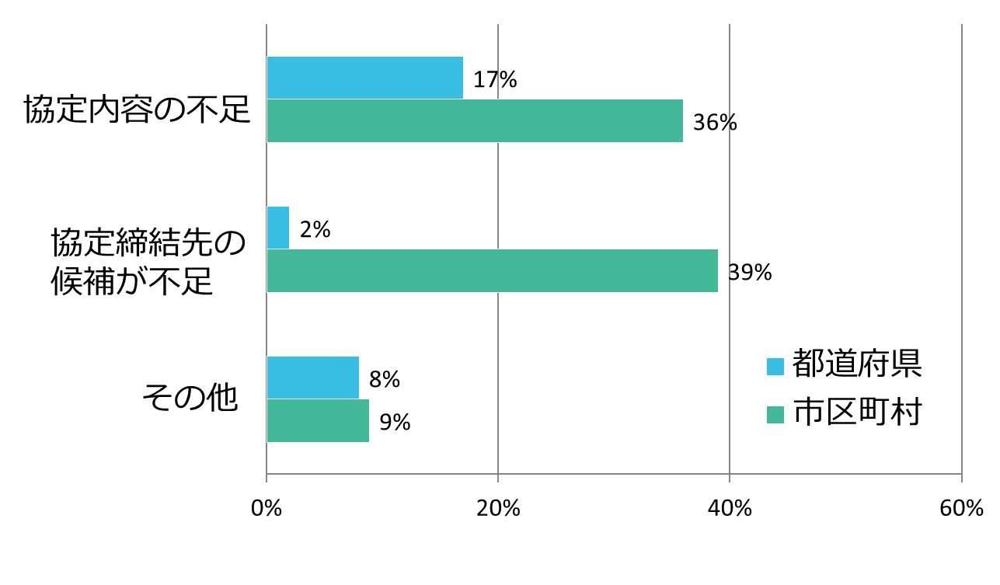 協定内容の不足
17%
36%
協定締結先の
候補が不足
2%
39%
その他
8%
9%
都道府県
市区町村
0%
20%
40%
60%